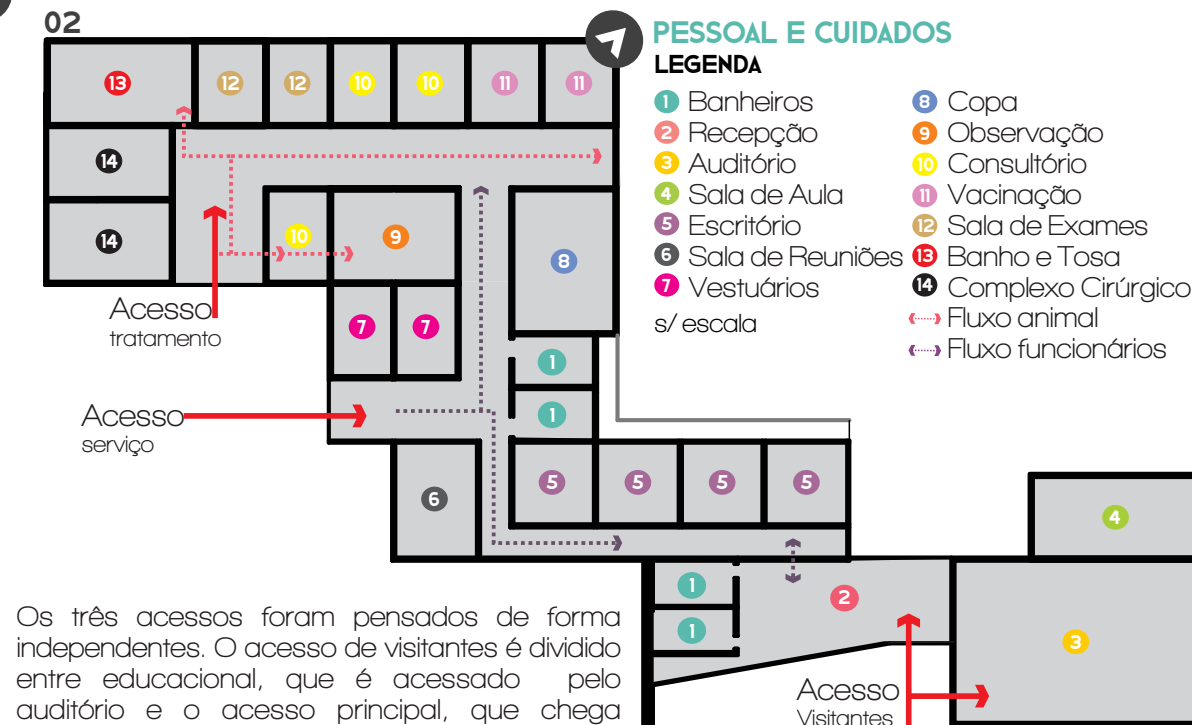 02
PESSOAL E CUIDADOS
LEGENDA
1 Banheiros
2 Recepção
3 Auditório
4 Sala de Aula
5 Escritório
6 Sala de Reuniões
7 Vestuários
s/ escala
8 Copa
9 Observação
10 Consultório
11 Vacinação
12 Sala de Exames
13 Banho e Tosa
14 Complexo Cirúrgico
Fluxo animal
Fluxo funcionários
13 12 12 10 10 11 11
14
14
10 9
8
Acesso
tratamento
7 7
1
Acesso
serviço
1
6
5 5 5 5
4
1
2
1
3
Acesso
Visitantes
Os três acessos foram pensados de forma
independentes. O acesso de visitantes é dividido
entre educacional, que é acessado pelo
auditório e o acesso principal, que chega